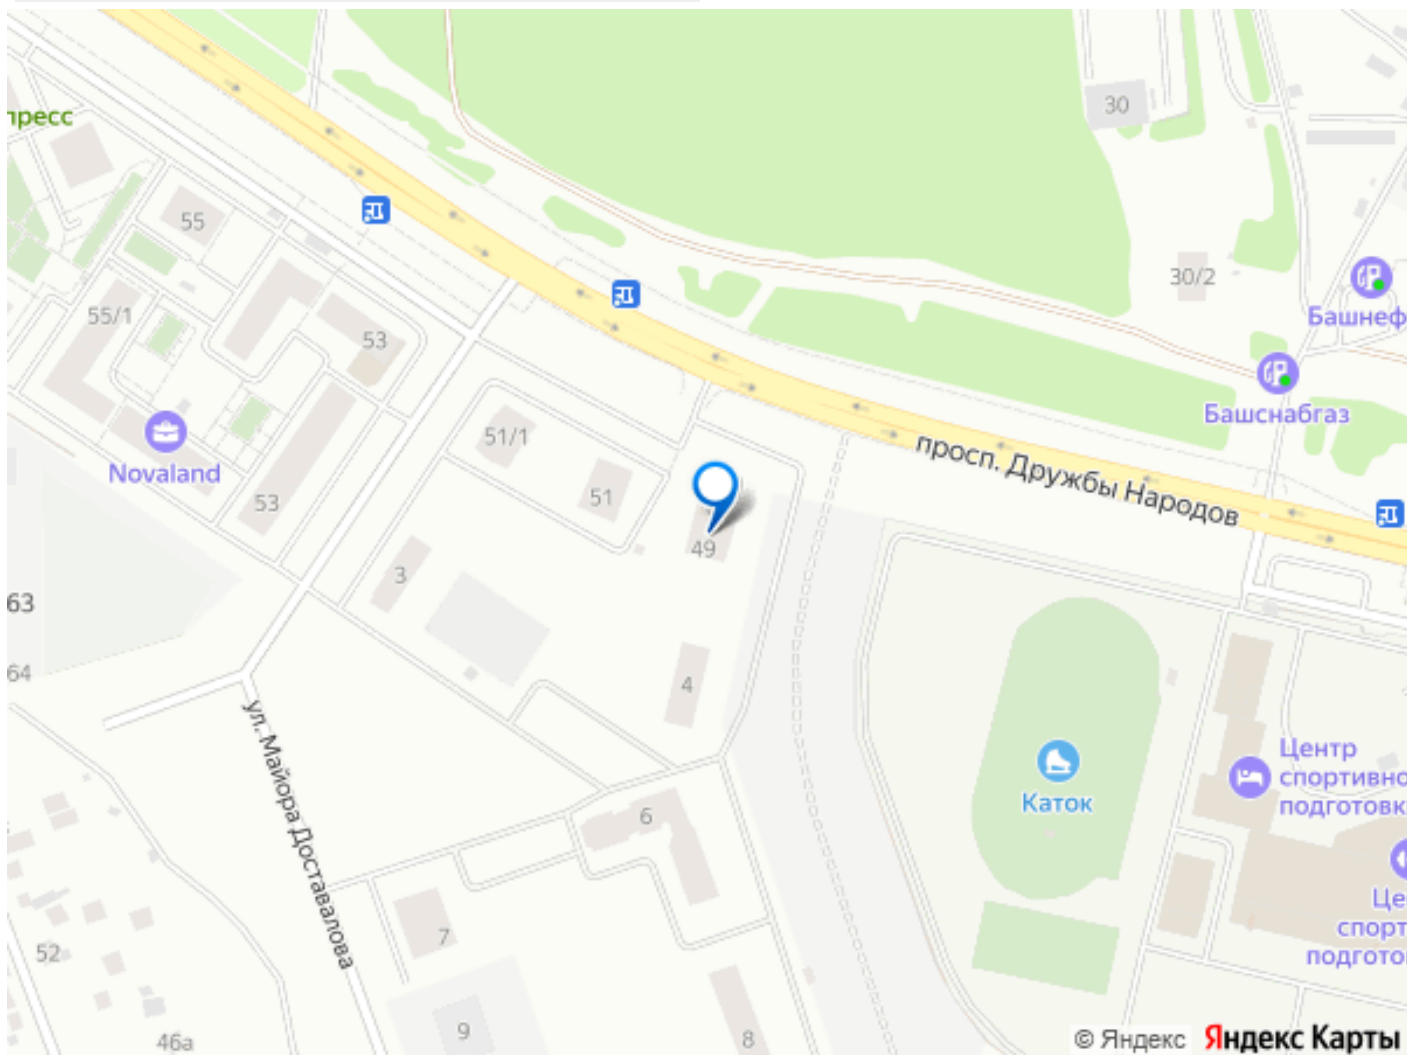 пресс
30
55
30/2
55/1
Башнеф
53
Башснабгаз
51/1
просп. Дружбы Народов
Novaland
53
51
49
3
63
64
4
ул. Майора Доставалова
Центр
спортивно
подготовк
Каток
6
Це
спорт
подгото
7
52
9
8
46а
© Яндекс Яндекс Карты